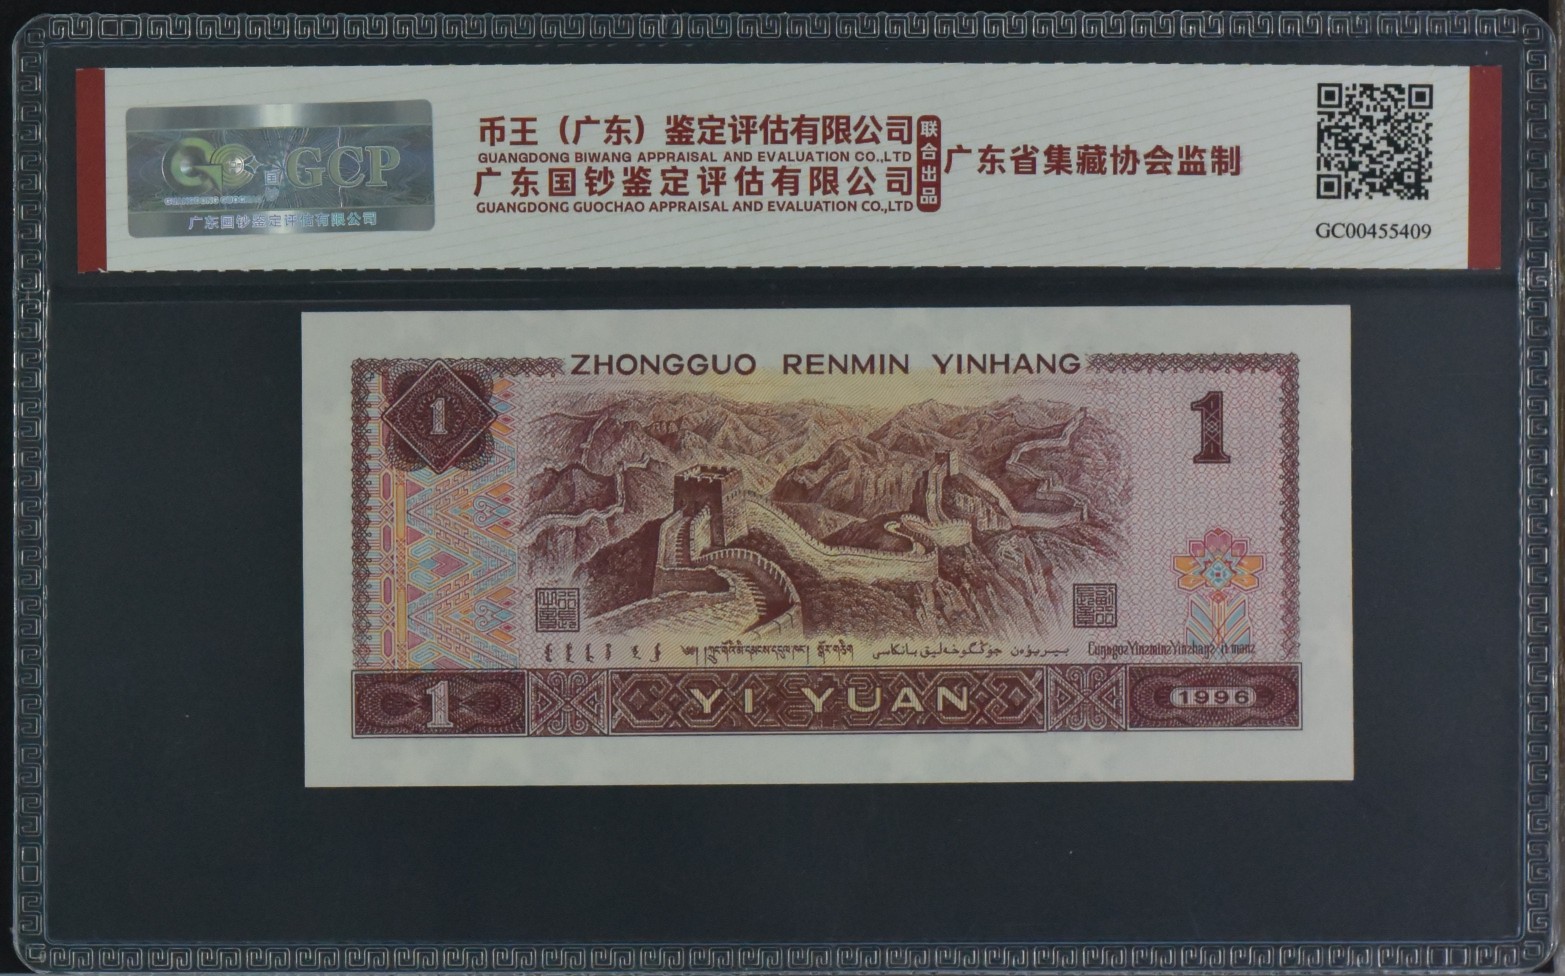 GC GCP
广东国钞鉴定评估有限公司
币王（广东）鉴定评估有限公司
GUANGDONG BIWANG APPRAISAL AND EVALUATION CO.,LTD
广东国钞鉴定评估有限公司
GUANGDONG GUOCHAO APPRAISAL AND EVALUATION CO.,LTD
联合出品
广东省集藏协会监制
GC00455409
ZHONGGUO RENMIN YINHANG
1
1
1
YI YUAN
1996